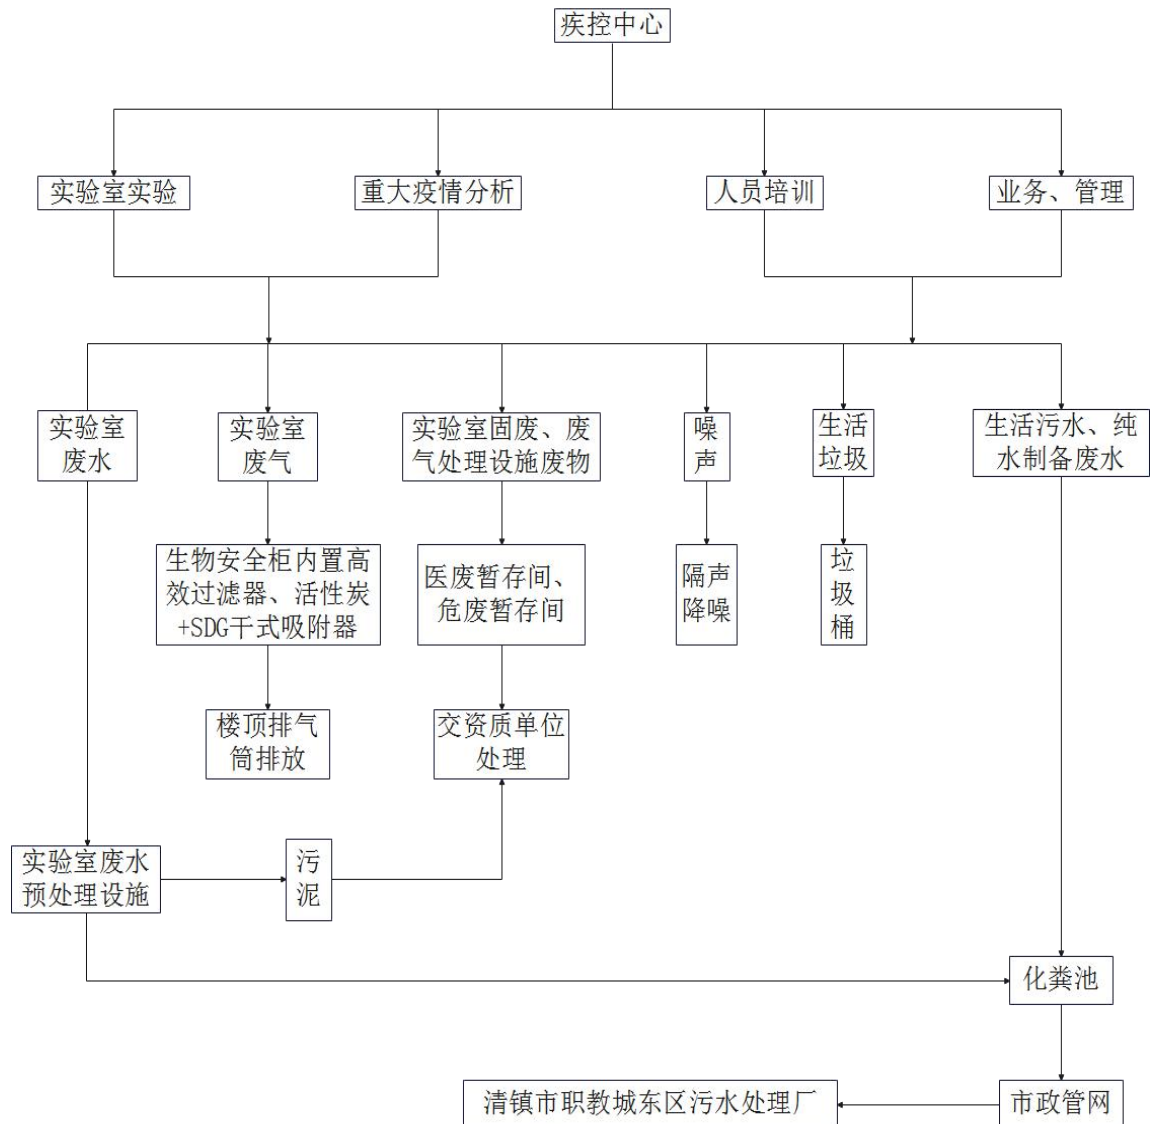 疾控中心
实验室实验
重大疫情分析
人员培训
业务、管理
实验室
废水
实验室
废气
实验室固废、废
气处理设施废物
噪
声
生活
垃圾
生活污水、纯
水制备废水
生物安全柜内置高
效过滤器、活性炭
+SDG干式吸附器
医废暂存间、
危废暂存间
隔声
降噪
垃
圾
桶
楼顶排气
筒排放
交资质单位
处理
实验室废水
预处理设施
污
泥
化粪池
清镇市职教城东区污水处理厂
市政管网